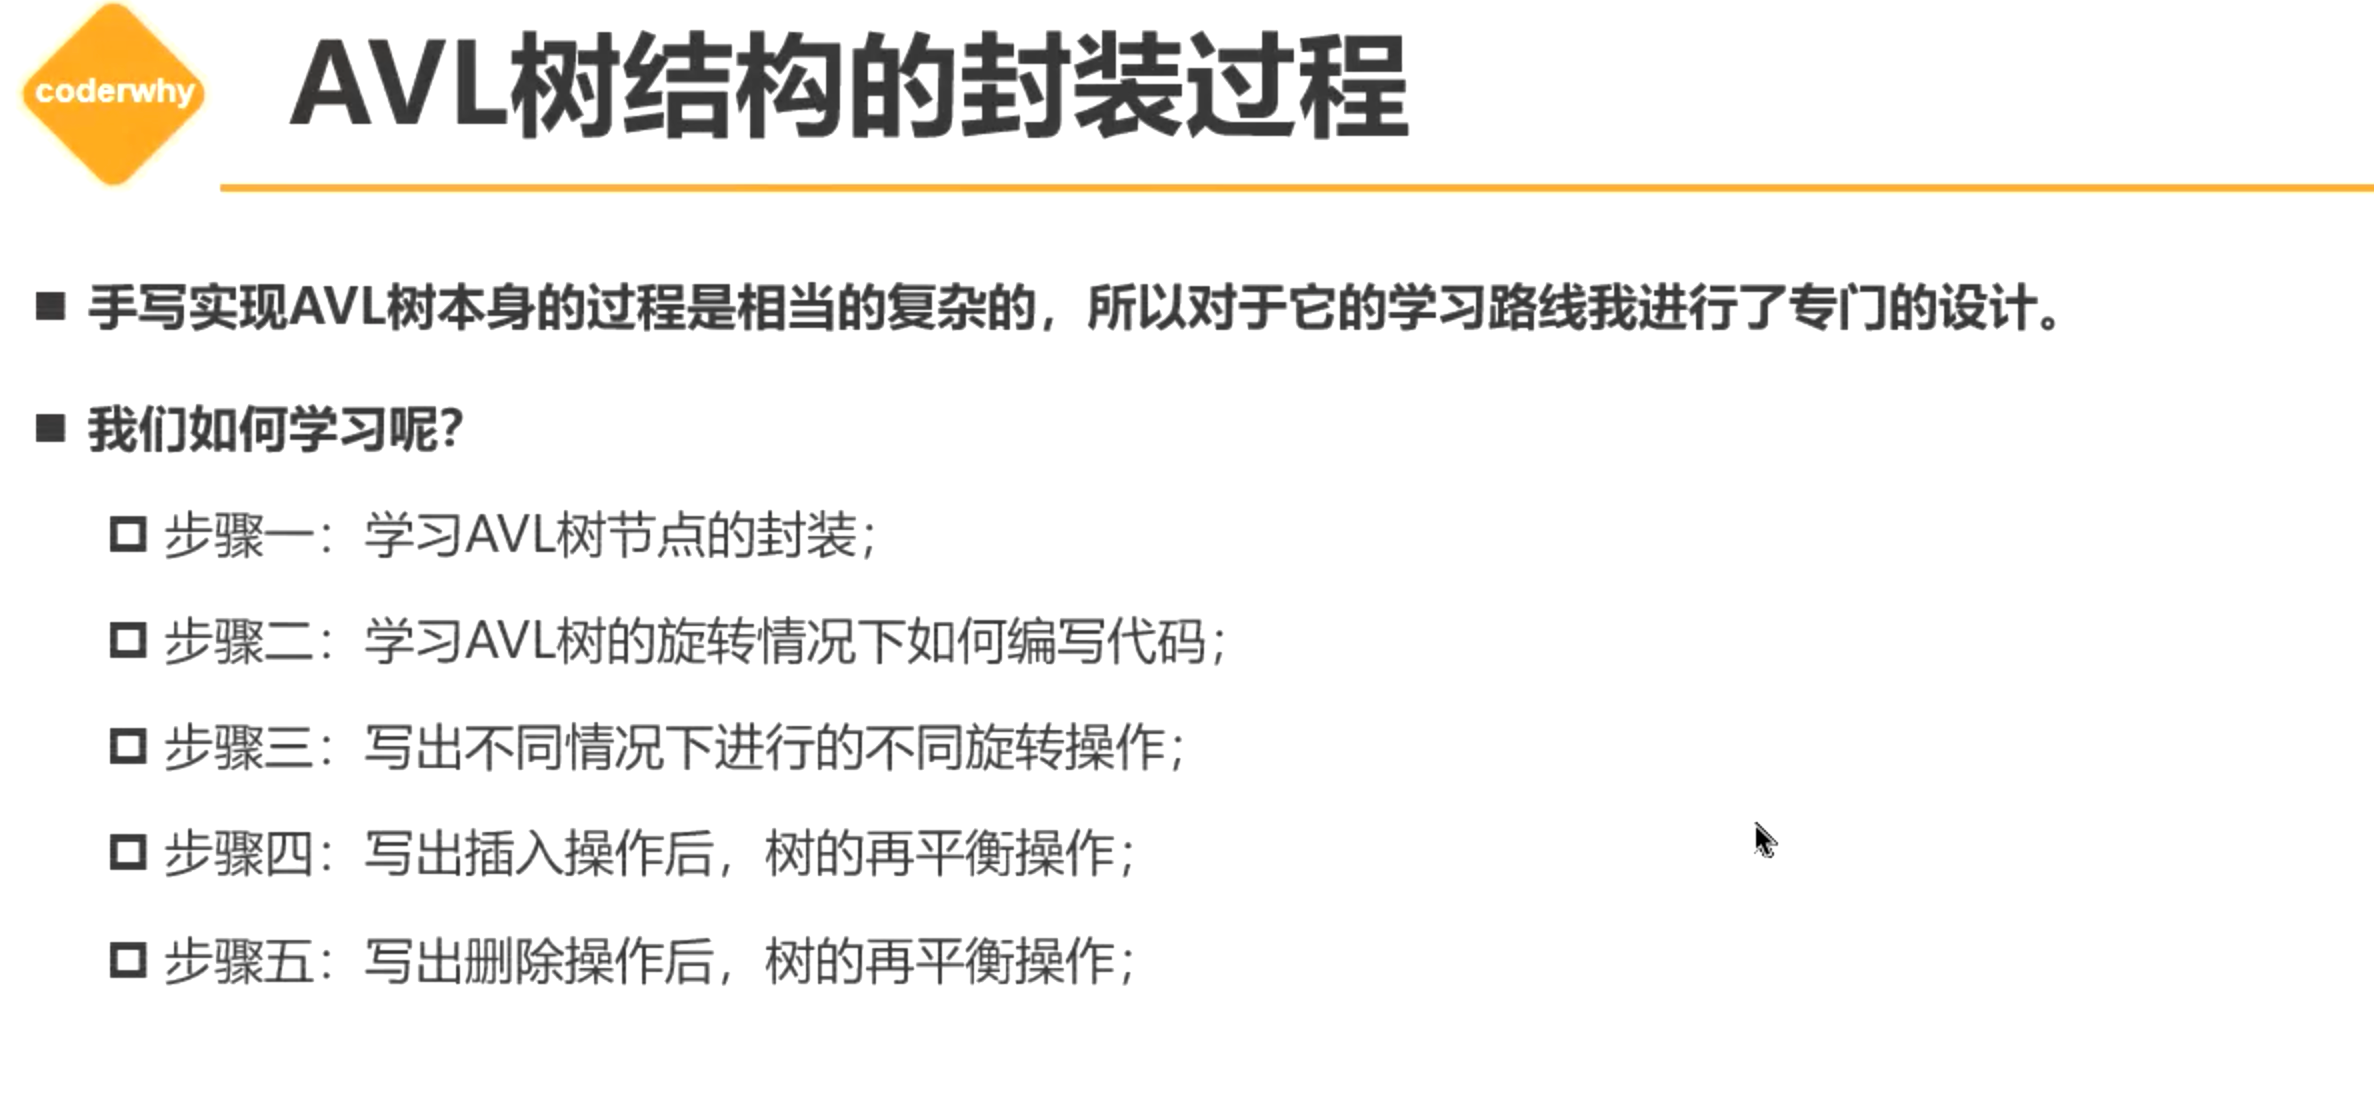 coderwhy
AVL树结构的封装过程
手写实现AVL树本身的过程是相当的复杂的，所以对于它的学习路线我进行了专门的设计。
我们如何学习呢？
步骤一：学习AVL树节点的封装；
步骤二：学习AVL树的旋转情况下如何编写代码；
步骤三：写出不同情况下进行的不同旋转操作；
步骤四：写出插入操作后，树的再平衡操作；
步骤五：写出删除操作后，树的再平衡操作；